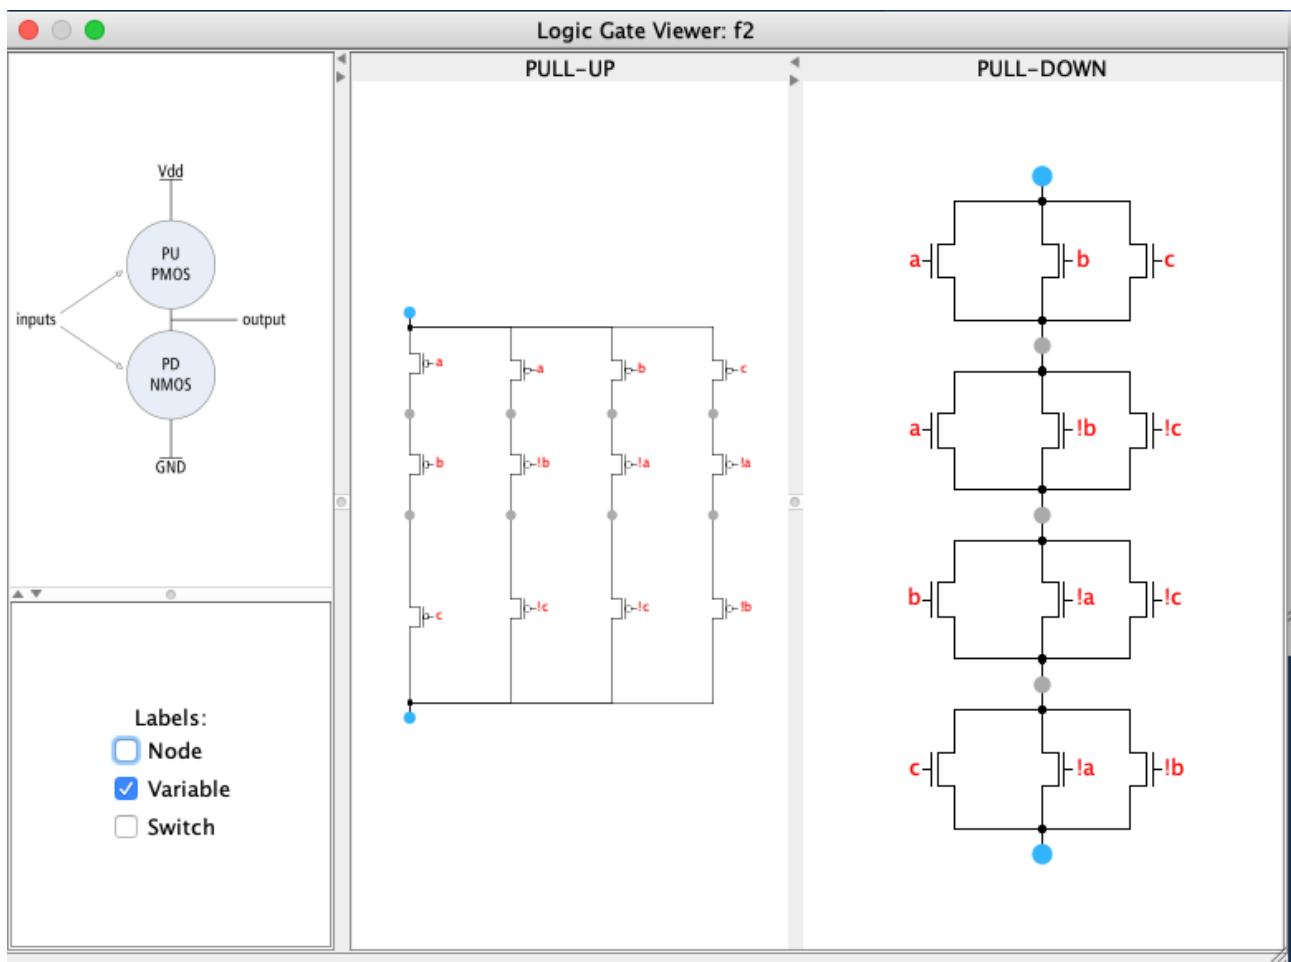 Logic Gate Viewer: f2
PULL-UP
PULL-DOWN
Vdd
PU
PMOS
inputs
output
PD
NMOS
GND
Labels:
Node
Variable
Switch
a
a
b
c
b
!b
!a
!a
c
!c
!c
!b
a
b
c
a
!b
!c
b
!a
!c
c
!a
!b